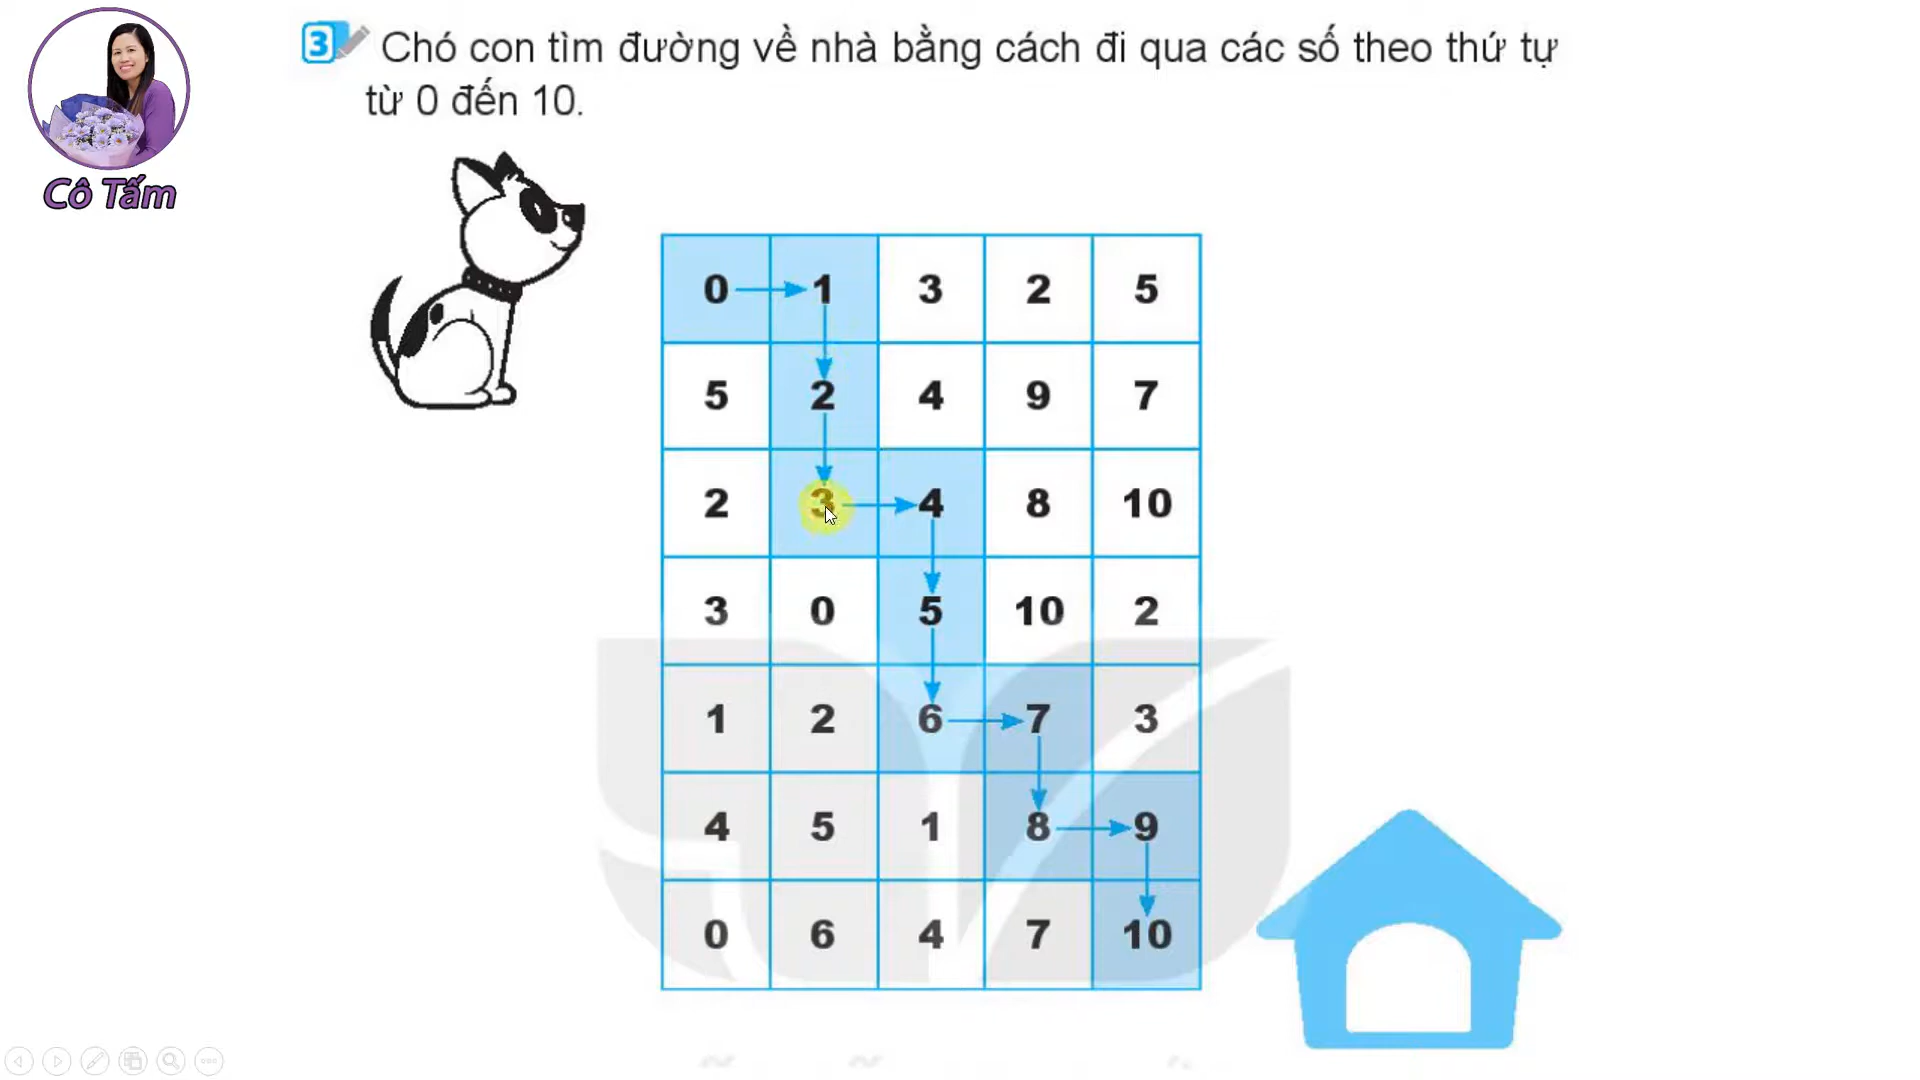 3 Chó con tìm đường về nhà bằng cách đi qua các số theo thứ tự
từ 0 đến 10.
Cô Tấm
0 1 3 2 5
5 2 4 9 7
2 3 4 8 10
3 0 5 10 2
1 2 6 7 3
4 5 1 8 9
0 6 4 7 10